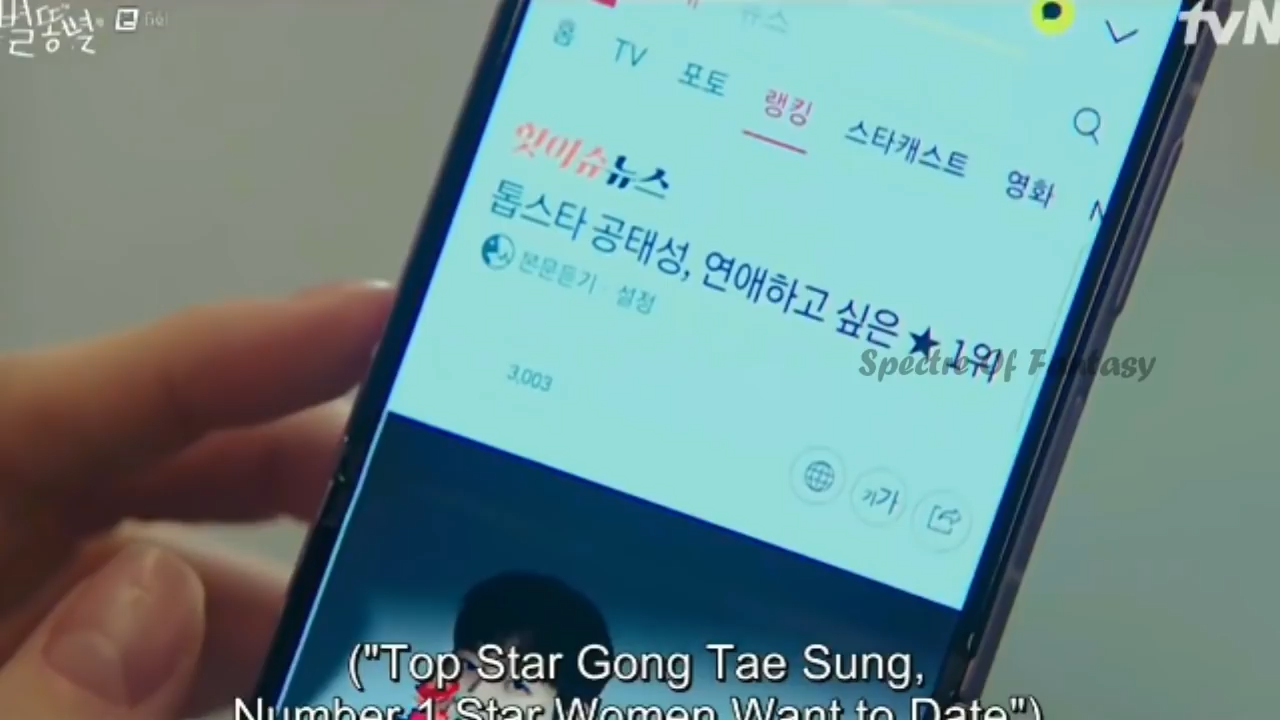 별똥별
tvN
뉴스
홈 TV 포토 랭킹 스타캐스트 영화 N
핫이슈뉴스
톱스타 공태성, 연애하고 싶은 ★ 1위
본문듣기 · 설정
Spectre Of Fantasy
3,003
가가
("Top Star Gong Tae Sung,
Number 1 Star Women Want to Date")